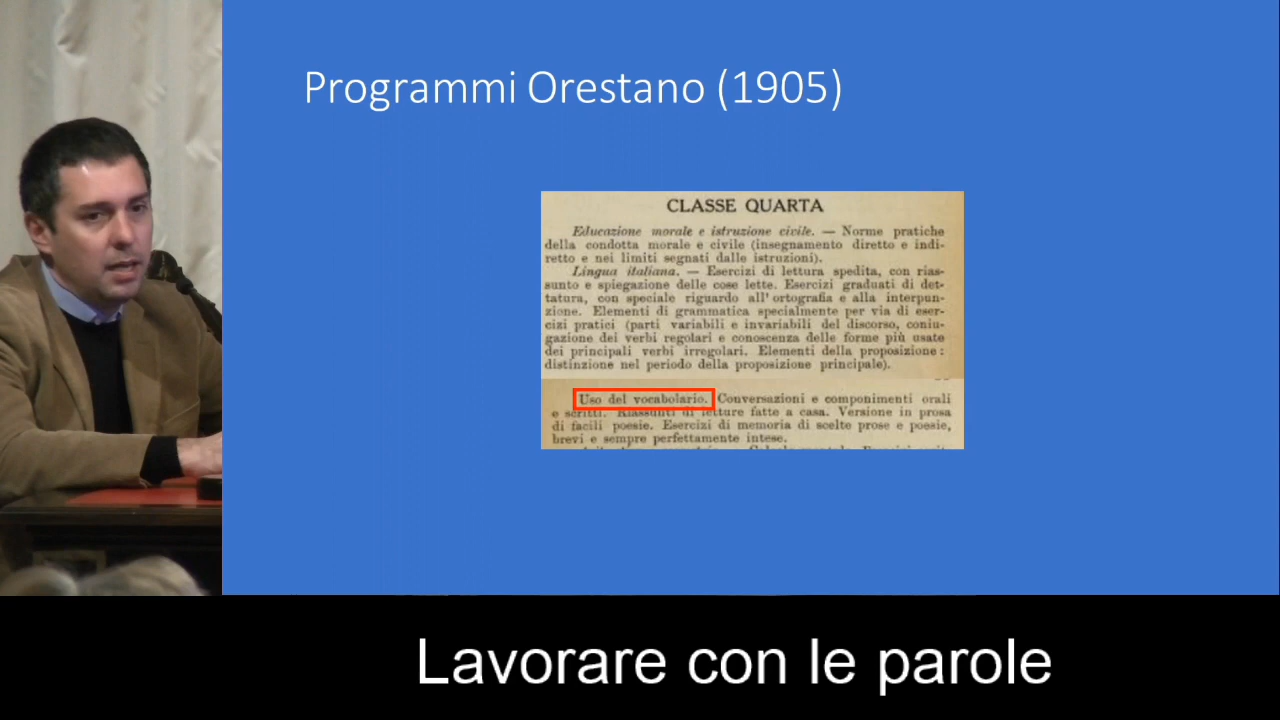 Programmi Orestano (1905)
CLASSE QUARTA
Educazione morale e istruzione civile. — Norme pratiche
della condotta morale e civile (insegnamento diretto e indi-
retto e nei limiti segnati dalle istruzioni).
Lingua italiana. — Esercizi di lettura spedita, con rias-
sunto e spiegazione delle cose lette. Esercizi graduati di det-
tatura, con speciale riguardo all' ortografia e alla interpun-
zione. Elementi di grammatica specialmente per via di eser-
cizi pratici (parti variabili e invariabili del discorso, coniu-
gazione dei verbi regolari e conoscenza delle forme più usate
dei principali verbi irregolari. Elementi della proposizione:
distinzione nel periodo della proposizione principale).
Uso del vocabolario. Conversazioni e componimenti orali
e scritti. Riassunti di letture fatte a casa. Versione in prosa
di facili poesie. Esercizi di memoria di scelte prose e poesie,
brevi e sempre perfettamente intese.
Lavorare con le parole